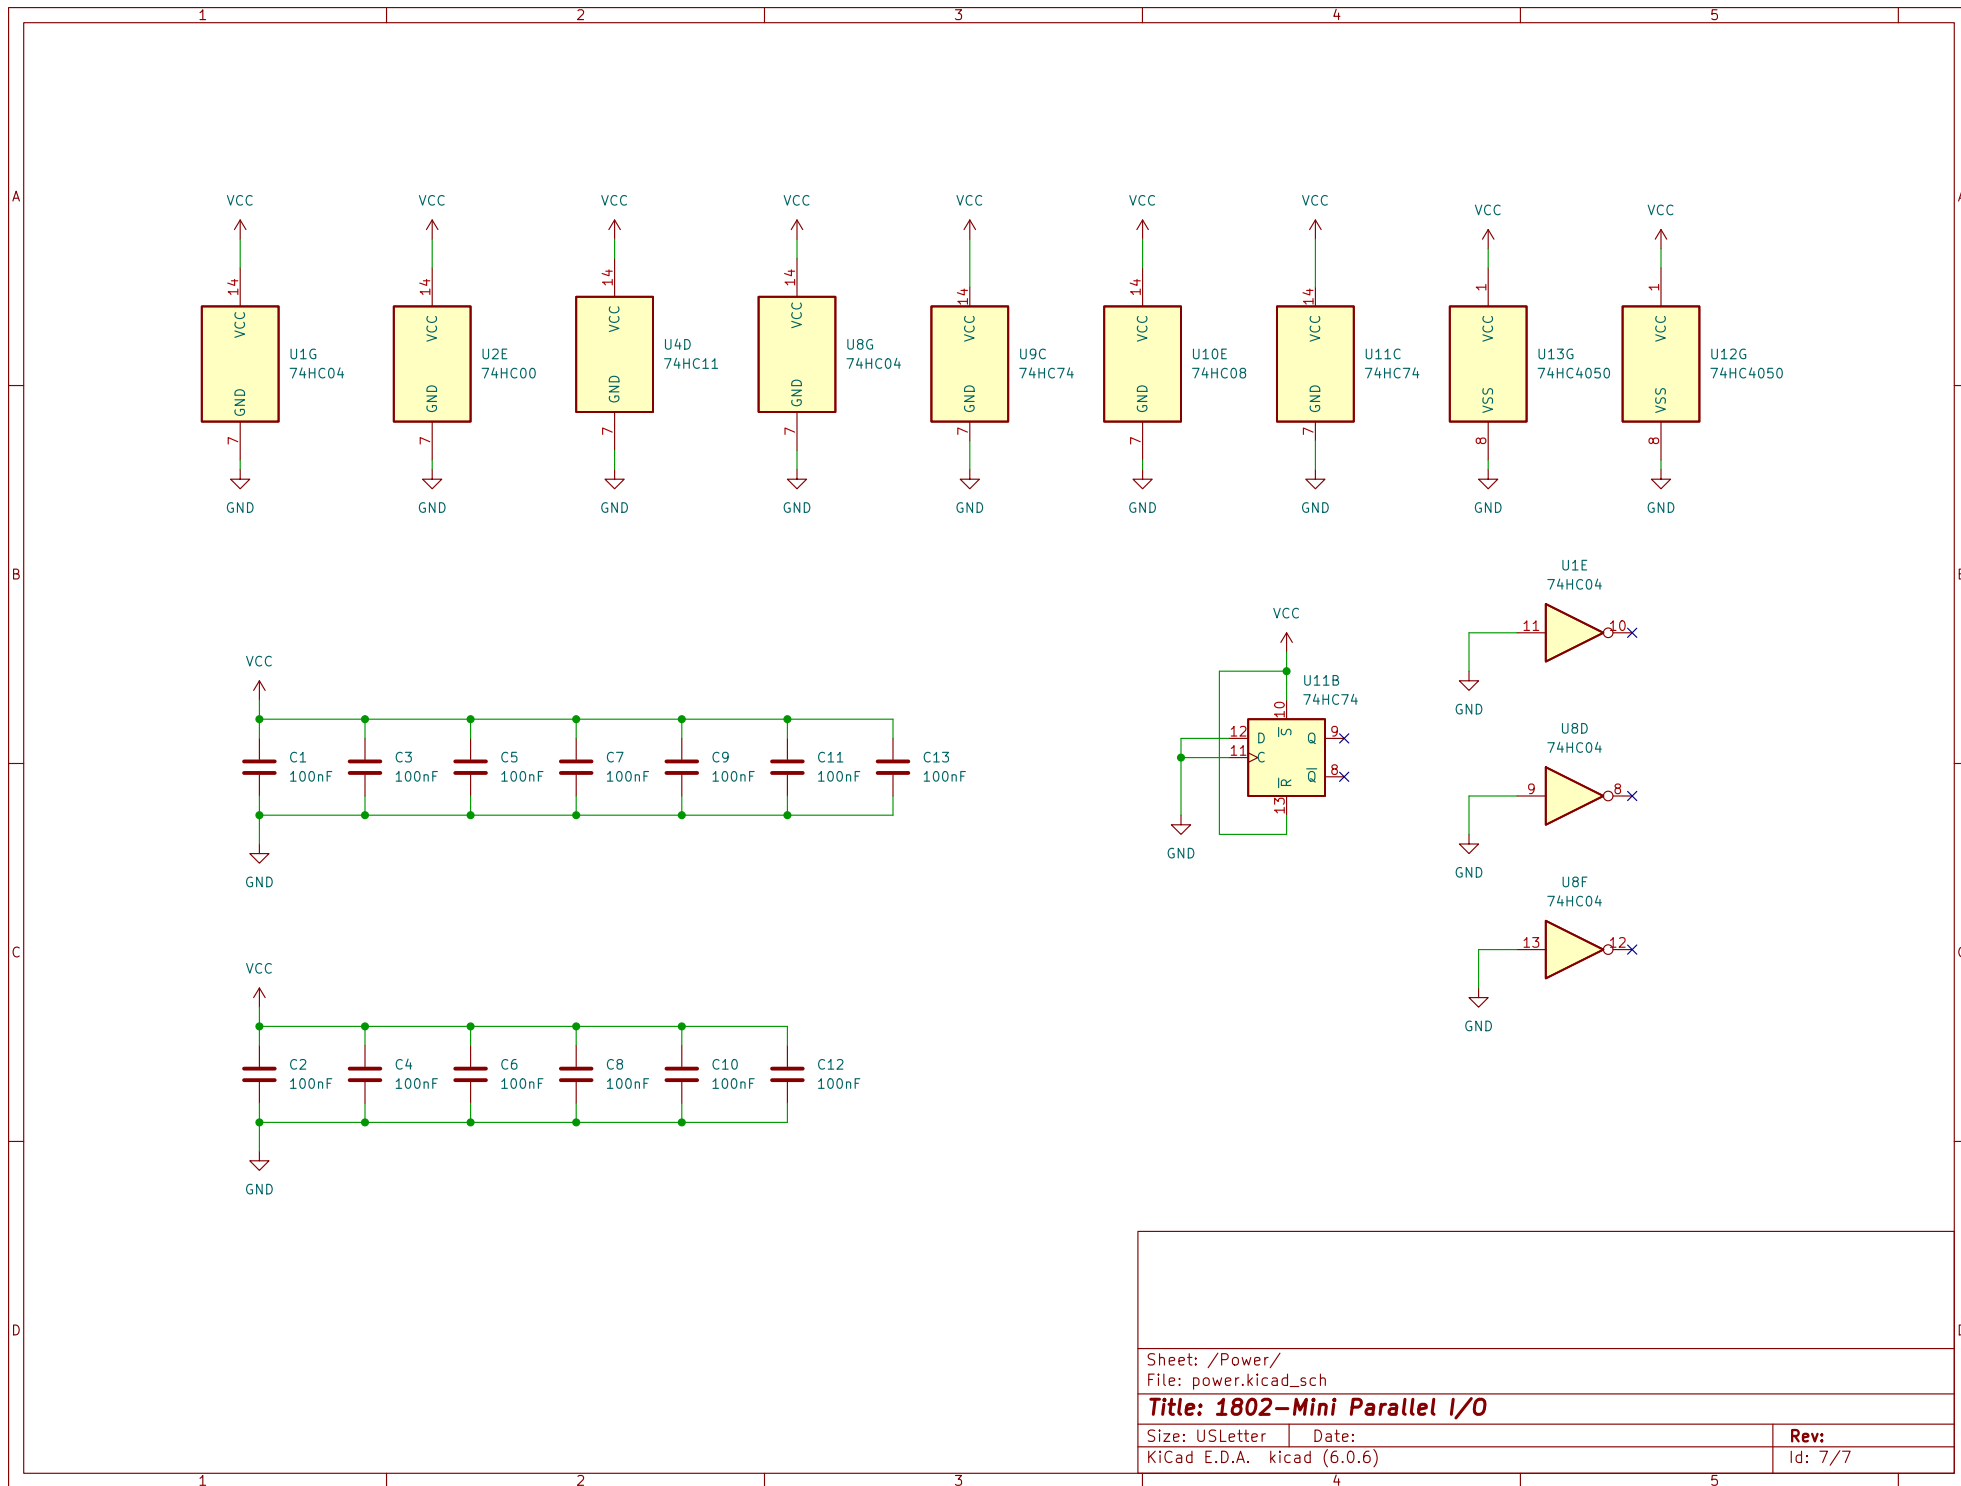 1 2 3 4 5
A
VCC VCC VCC VCC VCC VCC VCC VCC VCC
14 14 14 14 14 14 14 1 1
VCC VCC VCC VCC VCC VCC VCC VCC VCC
U1G U2E U4D U8G U9C U10E U11C U13G U12G
74HC04 74HC00 74HC11 74HC04 74HC74 74HC08 74HC74 74HC4050 74HC4050
GND GND GND GND GND GND GND VSS VSS
7 7 7 7 7 7 7 8 8
GND GND GND GND GND GND GND GND GND
B
U1E
74HC04
11 10
GND
VCC
U11B
74HC74
10
12 D S Q 9
11 C
R Q 8
13
GND
U8D
74HC04
9 8
GND
U8F
74HC04
13 12
GND
VCC
C1 C3 C5 C7 C9 C11 C13
100nF 100nF 100nF 100nF 100nF 100nF 100nF
GND
C
VCC
C2 C4 C6 C8 C10 C12
100nF 100nF 100nF 100nF 100nF 100nF
GND
D
Sheet: /Power/
File: power.kicad_sch
Title: 1802-Mini Parallel I/O
Size: USLetter Date: Rev:
KiCad E.D.A. kicad (6.0.6) Id: 7/7
1 2 3 4 5